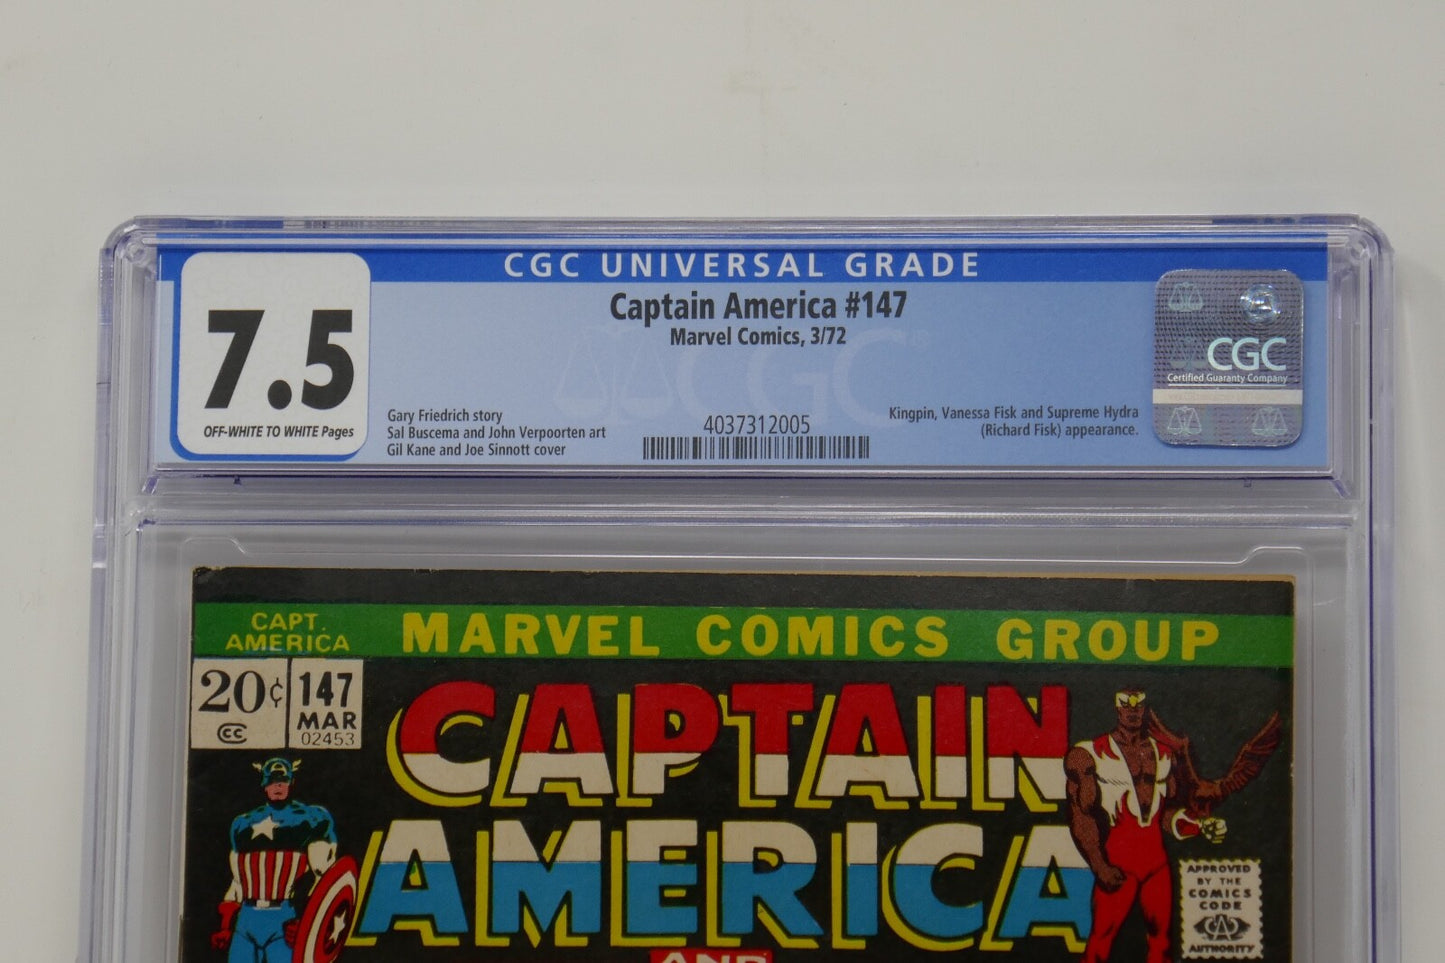 CGC UNIVERSAL GRADE
7.5
OFF-WHITE TO WHITE Pages
Captain America #147
Marvel Comics, 3/72
Gary Friedrich story
Sal Buscema and John Verpoorten art
Gil Kane and Joe Sinnott cover
4037312005
Kingpin, Vanessa Fisk and Supreme Hydra
(Richard Fisk) appearance.
CGC
Certified Guaranty Company
CGC
CAPT.
AMERICA
MARVEL COMICS GROUP
20¢
CC
147
MAR
02453
CAPTAIN
AMERICA
AND
APPROVED
BY THE
COMICS
CODE
CA
AUTHORITY